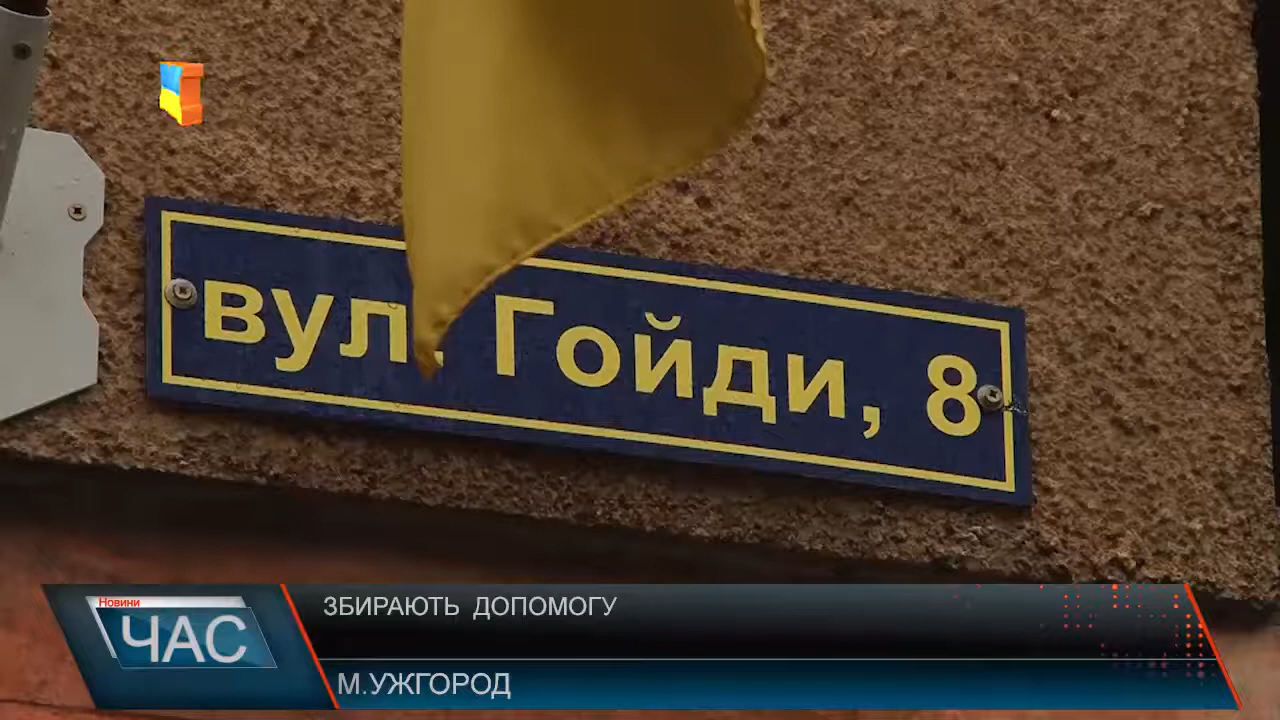 вул. Гойди, 8
Новини
ЧАС
ЗБИРАЮТЬ ДОПОМОГУ
М.УЖГОРОД